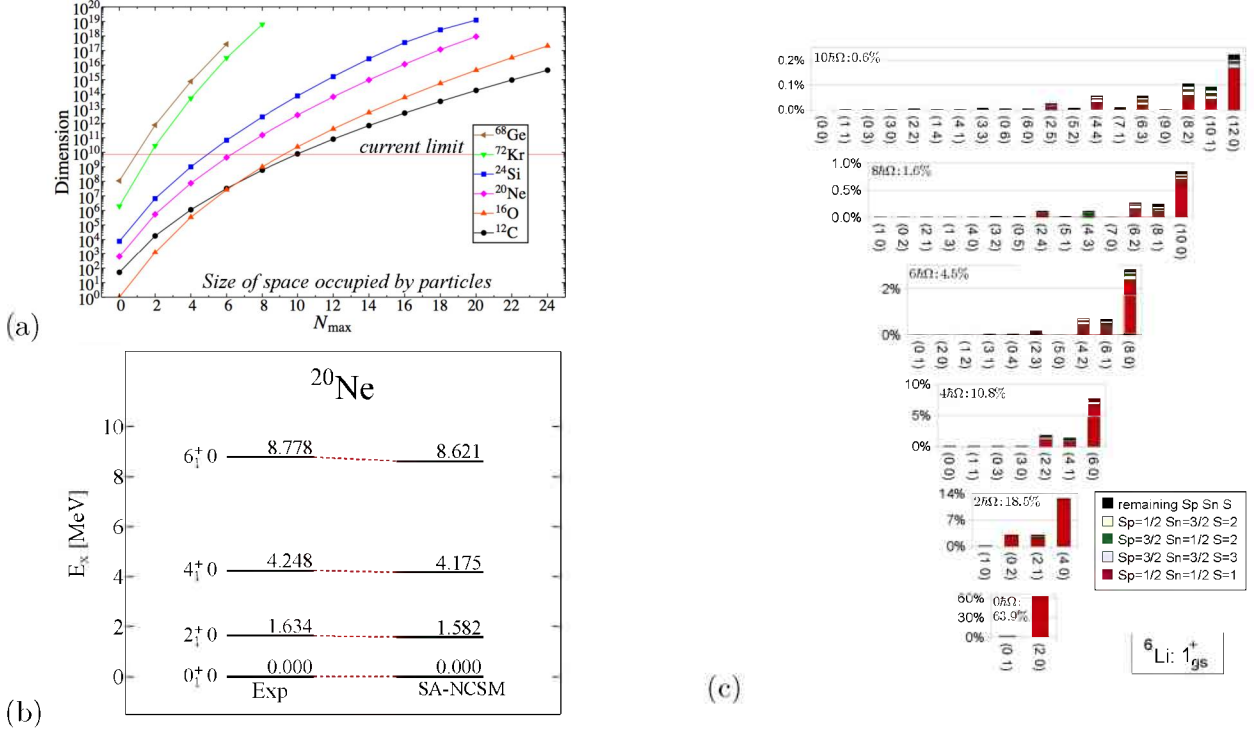 10^20
10^19
10^18
10^17
10^16
10^15
10^14
10^13
10^12
10^11
10^10
10^9
10^8
10^7
10^6
10^5
10^4
10^3
10^2
10^1
10^0
Dimension
current limit
^68Ge
^72Kr
^24Si
^20Ne
^16O
^12C
Size of space occupied by particles
0 2 4 6 8 10 12 14 16 18 20 22 24
N_max
(a)
^20Ne
E_x [MeV]
10
8
6
4
2
0
6^+_1 0 8.778 8.621
4^+_1 0 4.248 4.175
2^+_1 0 1.634 1.582
0^+_1 0 0.000 0.000
Exp SA-NCSM
(b)
10ℏΩ:0.6%
0.2%
0.1%
0.0%
(0 0) (1 1) (0 3) (3 0) (2 2) (1 4) (4 1) (3 3) (0 6) (6 0) (2 5) (5 2) (4 4) (7 1) (6 3) (9 0) (8 2) (10 1) (12 0)
8ℏΩ:1.6%
1.0%
0.5%
0.0%
(1 0) (0 2) (2 1) (1 3) (4 0) (3 2) (0 5) (2 4) (5 1) (4 3) (7 0) (6 2) (8 1) (10 0)
6ℏΩ:4.5%
2%
0%
(0 1) (2 0) (1 2) (3 1) (0 4) (2 3) (5 0) (4 2) (6 1) (8 0)
4ℏΩ:10.8%
10%
5%
0%
(0 0) (1 1) (0 3) (3 0) (2 2) (4 1) (6 0)
2ℏΩ:18.5%
14%
7%
0%
(1 0) (0 2) (2 1) (4 0)
0ℏΩ:
63.9%
60%
30%
0%
(0 1) (2 0)
remaining Sp Sn S
Sp=1/2 Sn=3/2 S=2
Sp=3/2 Sn=1/2 S=2
Sp=3/2 Sn=3/2 S=3
Sp=1/2 Sn=1/2 S=1
^6Li: 1^+_gs
(c)